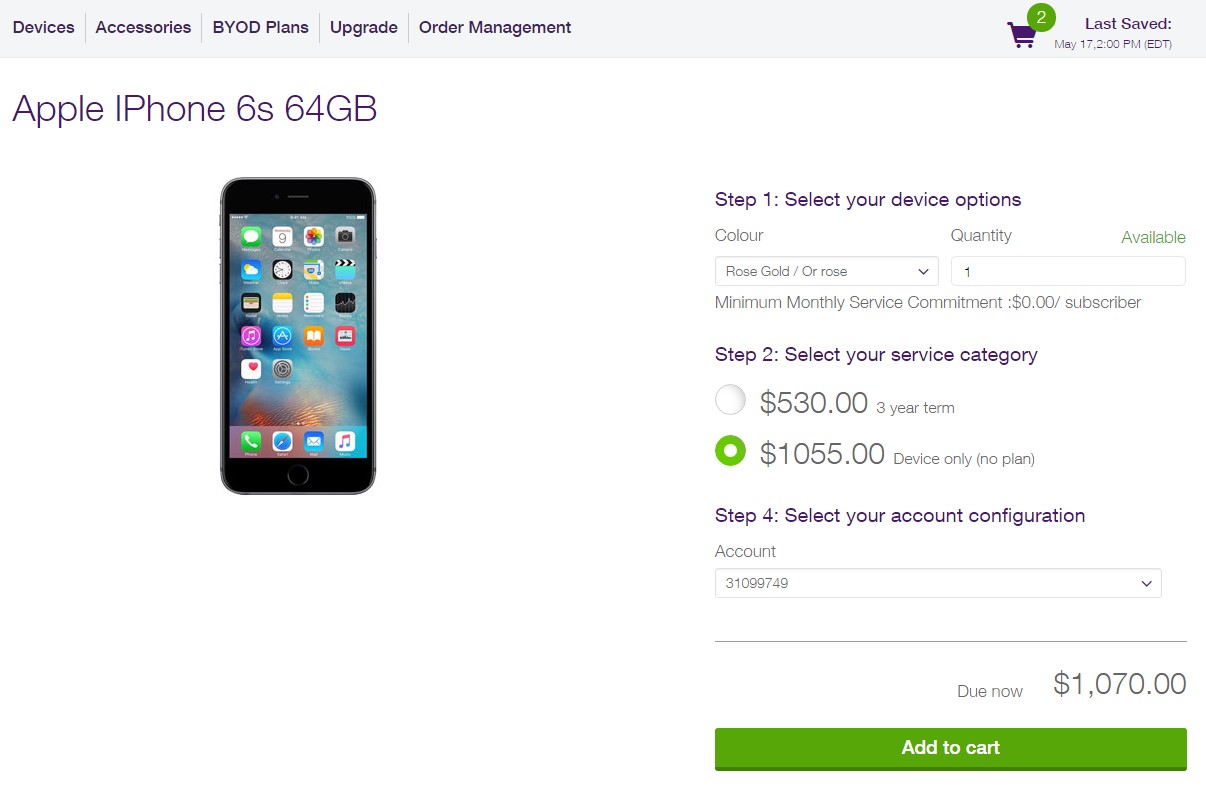 Devices
Accessories
BYOD Plans
Upgrade
Order Management
2
Last Saved:
May 17,2:00 PM (EDT)
Apple IPhone 6s 64GB
Step 1: Select your device options
Colour
Quantity
Available
Rose Gold / Or rose
1
Minimum Monthly Service Commitment :$0.00/ subscriber
Step 2: Select your service category
$530.00 3 year term
$1055.00 Device only (no plan)
Step 4: Select your account configuration
Account
31099749
Due now $1,070.00
Add to cart